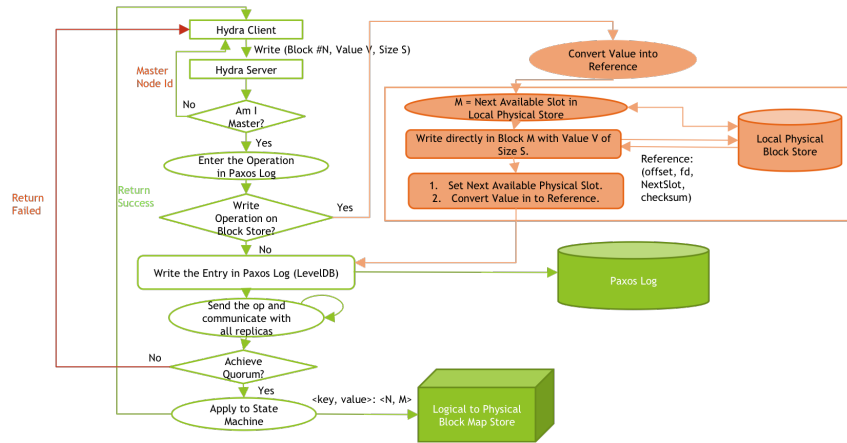 Hydra Client
Write (Block #N, Value V, Size S)
Convert Value into
Reference
Master
Node Id
Hydra Server
No
Am I
Master?
M = Next Available Slot in
Local Physical Store
Yes
Write directly in Block M with Value V of
Size S.
Local Physical
Block Store
Enter the Operation
in Paxos Log
Reference:
(offset, fd,
NextSlot,
checksum)
Return
Failed
Return
Success
1. Set Next Available Physical Slot.
2. Convert Value in to Reference.
Write
Operation on
Block Store?
Yes
No
Write the Entry in Paxos Log (LevelDB)
Paxos Log
Send the op and
communicate with
all replicas
No
Achieve
Quorum?
Yes
<key, value>: <N, M>
Apply to State
Machine
Logical to Physical
Block Map Store